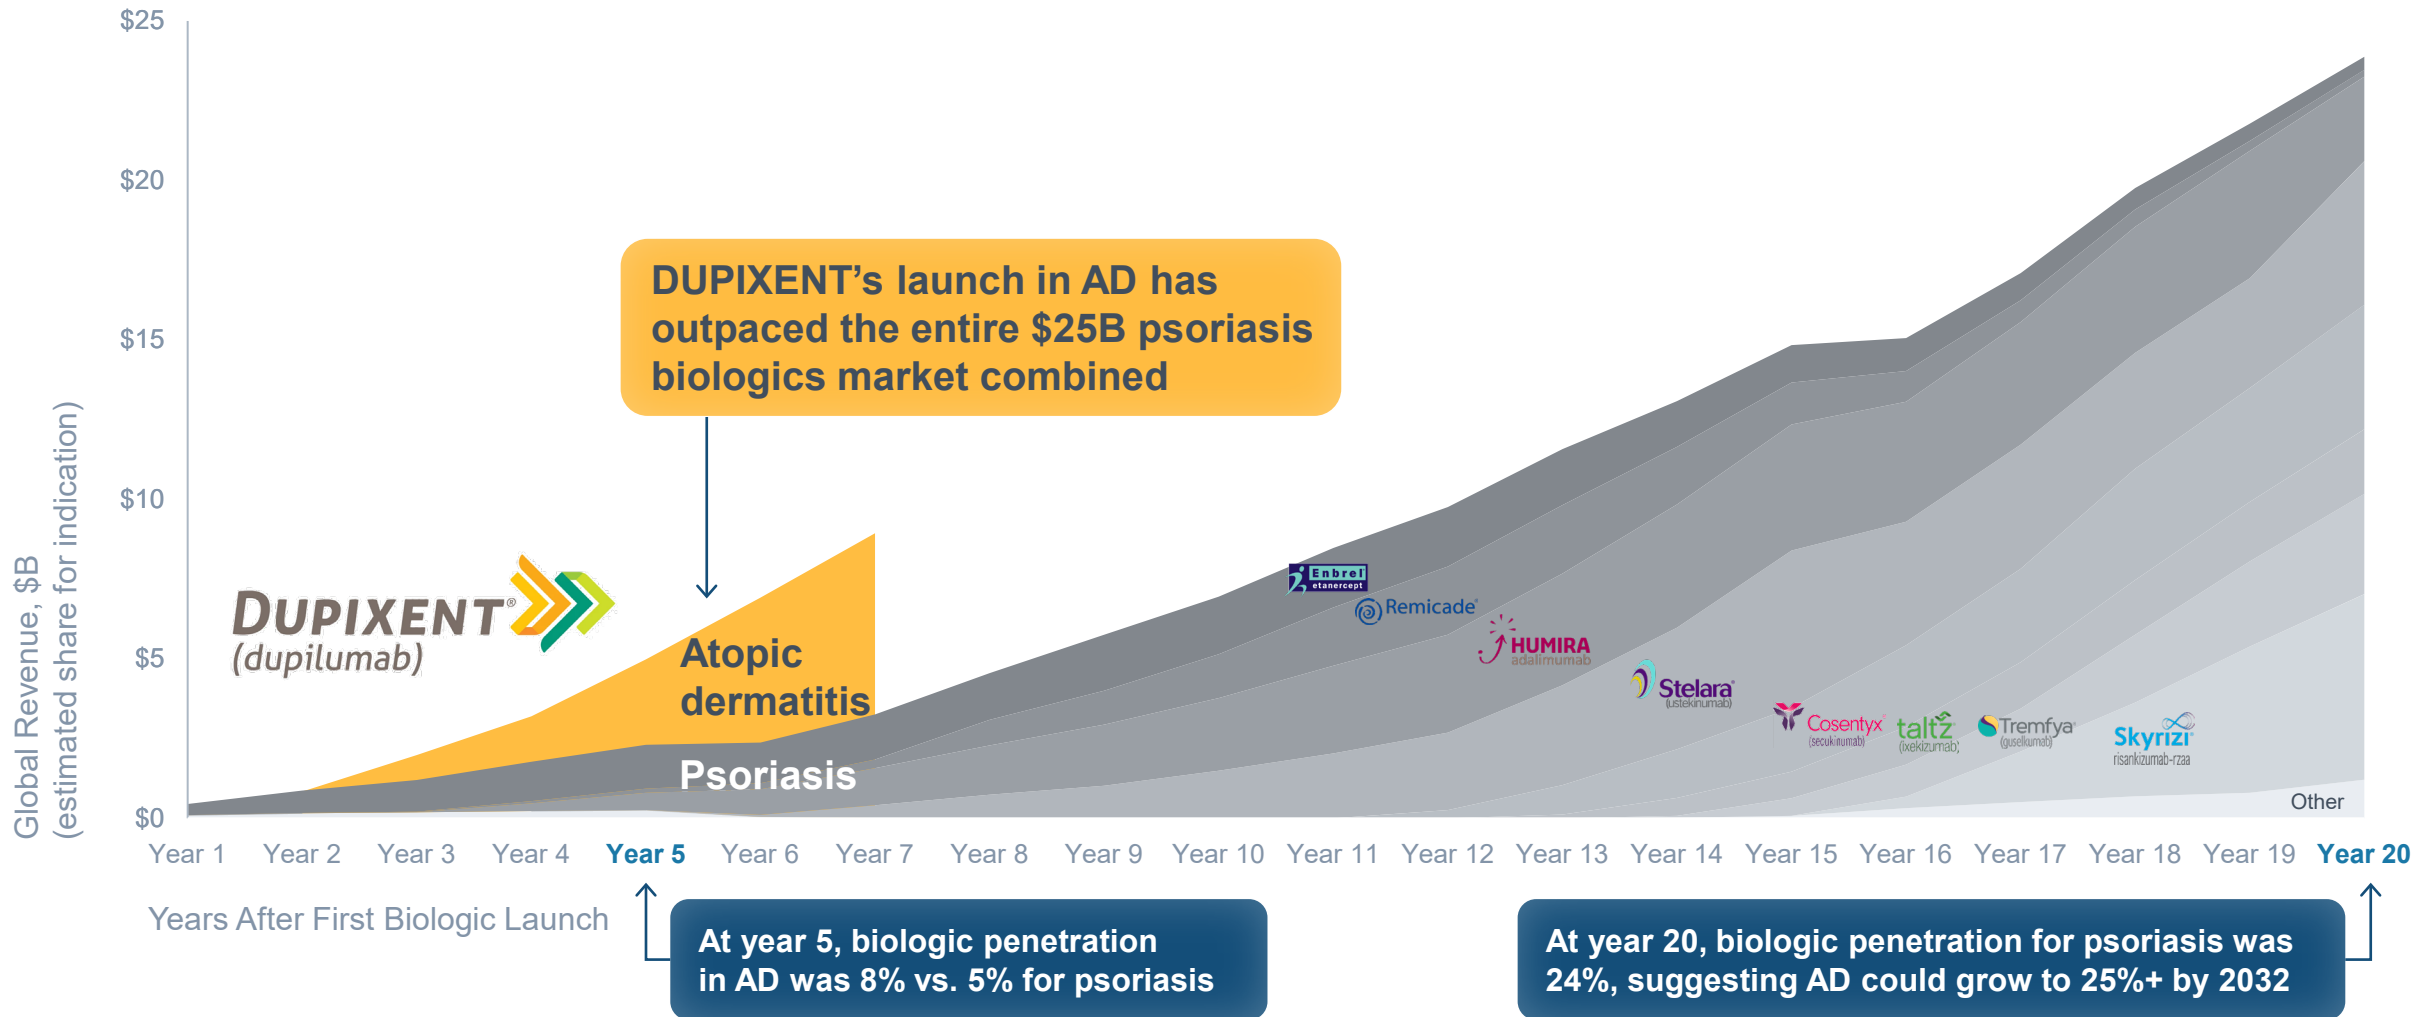 $25
$20
$15
$10
$5
$0
Global Revenue, $B
(estimated share for indication)
DUPIXENT’s launch in AD has
outpaced the entire $25B psoriasis
biologics market combined
DUPIXENT®
(dupilumab)
Atopic
dermatitis
Psoriasis
Enbrel®
etanercept
Remicade®
HUMIRA
adalimumab
Stelara®
(ustekinumab)
Cosentyx®
(secukinumab)
taltz®
(ixekizumab)
Tremfya®
(guselkumab)
Skyrizi®
risankizumab-rzaa
Other
Year 1 Year 2 Year 3 Year 4 Year 5 Year 6 Year 7 Year 8 Year 9 Year 10 Year 11 Year 12 Year 13 Year 14 Year 15 Year 16 Year 17 Year 18 Year 19 Year 20
Years After First Biologic Launch
At year 5, biologic penetration
in AD was 8% vs. 5% for psoriasis
At year 20, biologic penetration for psoriasis was
24%, suggesting AD could grow to 25%+ by 2032